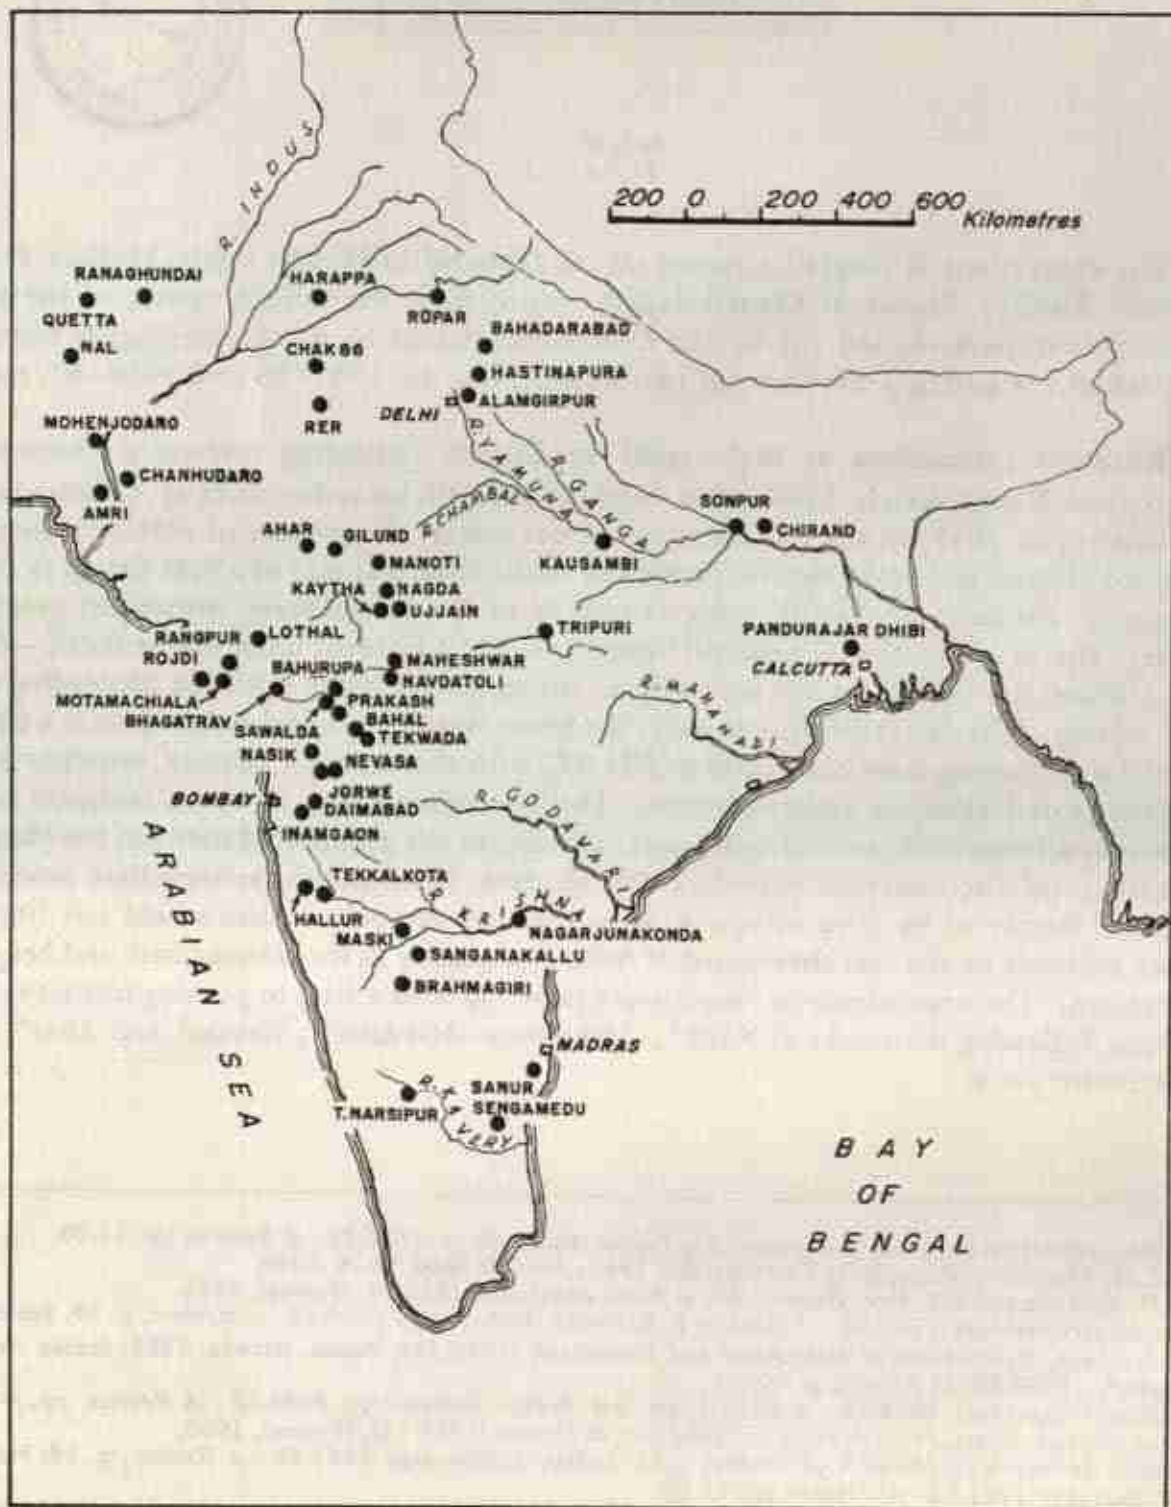 200 0 200 400 600
Kilometres
R. INDUS
RANAGHUNDAI
HARAPPA
QUETTA
ROPAR
NAL
BAHADARABAD
CHAK 86
HASTINAPURA
DELHI
ALAMGIRPUR
RER
MOHENJODARO
R. YAMUNA
R. GANGA
CHANHUDARO
AMRI
R. CHAMBAL
SONPUR
CHIRAND
AHAR
GILUND
KAUSAMBI
MANOTI
KAYTHA
NAGDA
UJJAIN
RANGPUR
LOTHAL
TRIPURI
PANDURAJAR DHIBI
ROJDI
BAHURUPA
MAHESHWAR
CALCUTTA
NAVDATOLI
MOTAMACHIALA
R. MAHANADI
BHAGATRAV
PRAKASH
SAWALDA
BAHAL
TEKWADA
NASIK
NEVASA
BOMBAY
JORWE
DAIMABAD
R. GODAVARI
INAMGAON
ARABIAN SEA
TEKKALKOTA
R. KRISHNA
HALLUR
MASKI
NAGARJUNAKONDA
SANGANAKALLU
BRAHMAGIRI
MADRAS
SANUR
T. NARSIPUR
R. KAVERY
SENGAMEDU
BAY
OF
BENGAL